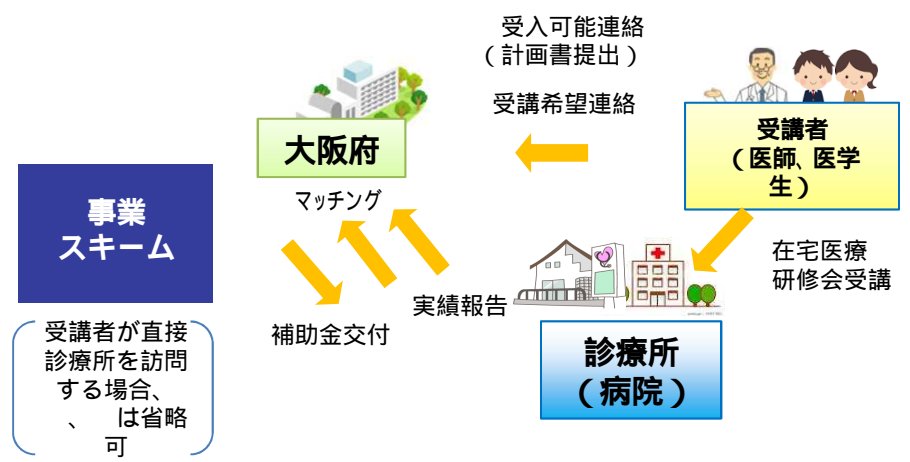 受入可能連絡
（計画書提出）
受講希望連絡
大阪府
マッチング
受講者
（医師、医学
生）
事業
スキーム
在宅医療
研修会受講
実績報告
補助金交付
診療所
（病院）
受講者が直接
診療所を訪問
する場合、
、　は省略
可